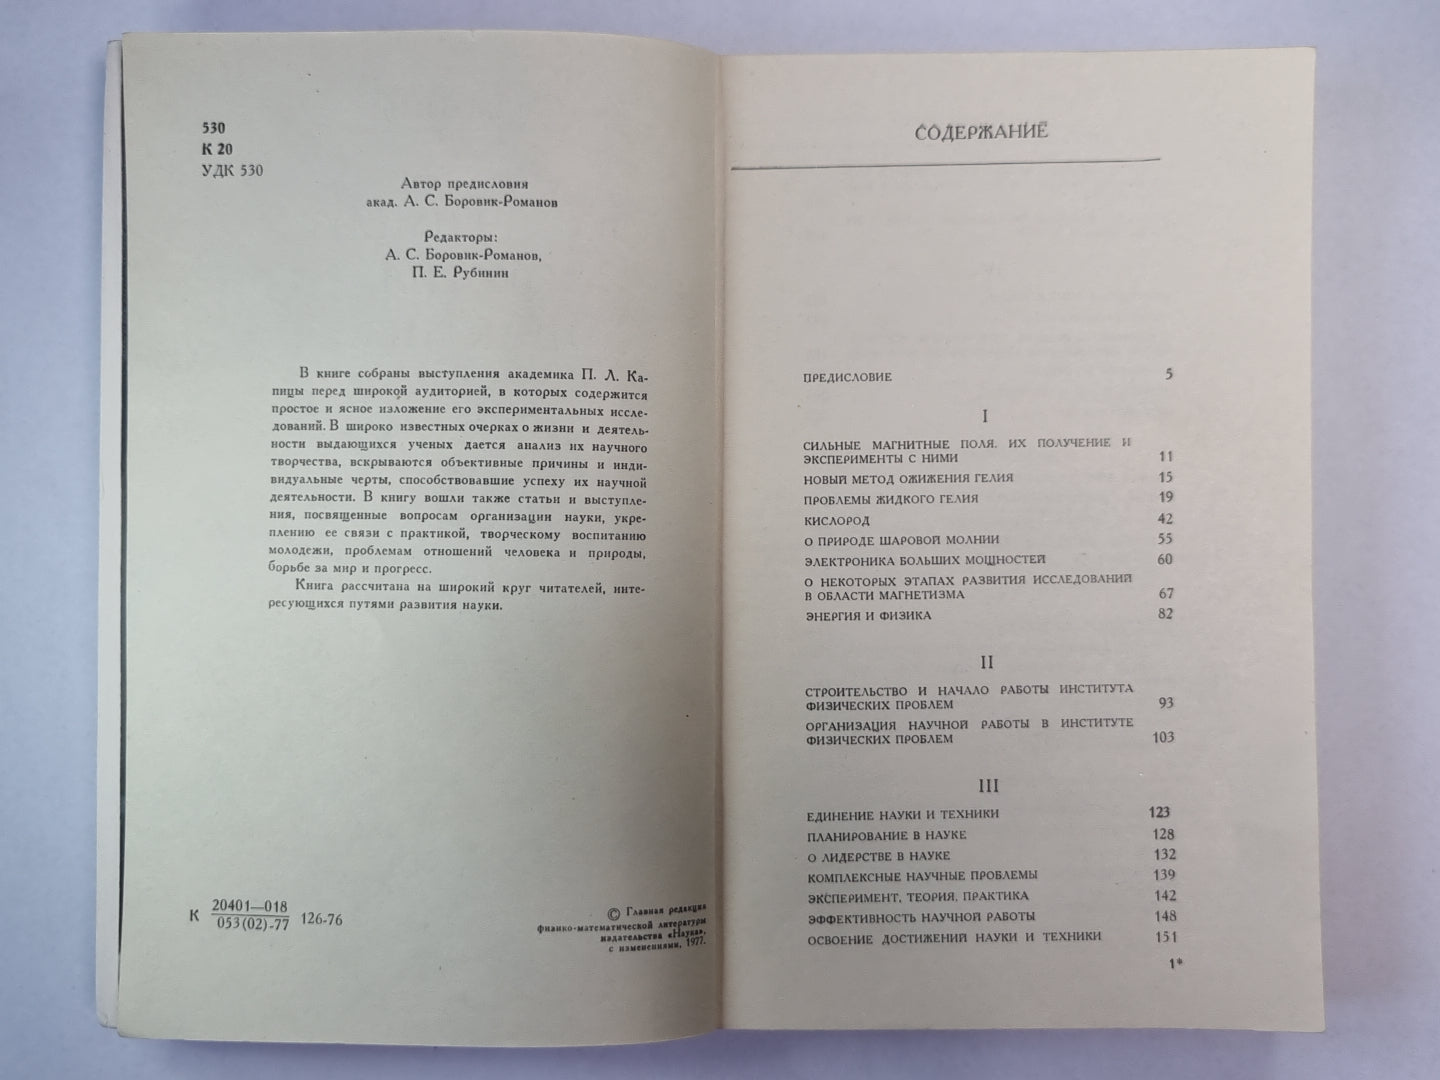 530
К 20
УДК 530
Автор предисловия
акад. А. С. Боровик-Романов
Редакторы:
А. С. Боровик-Романов,
П. Е. Рубинин
В книге собраны выступления академика П. Л. Ка-
пицы перед широкой аудиторией, в которых содержится
простое и ясное изложение его экспериментальных иссле-
дований. В широко известных очерках о жизни и деятель-
ности выдающихся ученых дается анализ их научного
творчества, вскрываются объективные причины и инди-
видуальные черты, способствовавшие успеху их научной
деятельности. В книгу вошли также статьи и выступле-
ния, посвященные вопросам организации науки, укре-
плению ее связи с практикой, творческому воспитанию
молодежи, проблемам отношений человека и природы,
борьбе за мир и прогресс.
Книга рассчитана на широкий круг читателей, инте-
ресующихся путями развития науки.
К 20401—018 / 053(02)-77 126-76
© Главная редакция
физико-математической литературы
издательства «Наука»,
с изменениями, 1977.
СОДЕРЖАНИЕ
ПРЕДИСЛОВИЕ 5
I
СИЛЬНЫЕ МАГНИТНЫЕ ПОЛЯ, ИХ ПОЛУЧЕНИЕ И
ЭКСПЕРИМЕНТЫ С НИМИ 11
НОВЫЙ МЕТОД ОЖИЖЕНИЯ ГЕЛИЯ 15
ПРОБЛЕМЫ ЖИДКОГО ГЕЛИЯ 19
КИСЛОРОД 42
О ПРИРОДЕ ШАРОВОЙ МОЛНИИ 55
ЭЛЕКТРОНИКА БОЛЬШИХ МОЩНОСТЕЙ 60
О НЕКОТОРЫХ ЭТАПАХ РАЗВИТИЯ ИССЛЕДОВАНИЙ
В ОБЛАСТИ МАГНЕТИЗМА 67
ЭНЕРГИЯ И ФИЗИКА 82
II
СТРОИТЕЛЬСТВО И НАЧАЛО РАБОТЫ ИНСТИТУТА
ФИЗИЧЕСКИХ ПРОБЛЕМ 93
ОРГАНИЗАЦИЯ НАУЧНОЙ РАБОТЫ В ИНСТИТУТЕ
ФИЗИЧЕСКИХ ПРОБЛЕМ 103
III
ЕДИНЕНИЕ НАУКИ И ТЕХНИКИ 123
ПЛАНИРОВАНИЕ В НАУКЕ 128
О ЛИДЕРСТВЕ В НАУКЕ 132
КОМПЛЕКСНЫЕ НАУЧНЫЕ ПРОБЛЕМЫ 139
ЭКСПЕРИМЕНТ, ТЕОРИЯ, ПРАКТИКА 142
ЭФФЕКТИВНОСТЬ НАУЧНОЙ РАБОТЫ 148
ОСВОЕНИЕ ДОСТИЖЕНИЙ НАУКИ И ТЕХНИКИ 151
1*